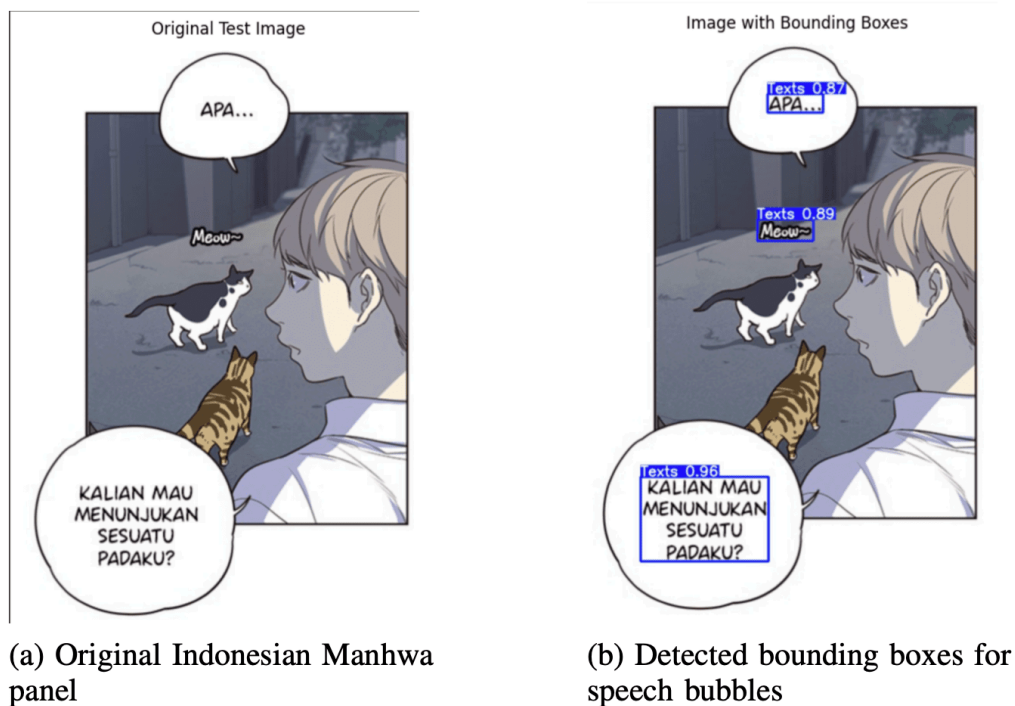 Original Test Image
APA...
Meow~
KALIAN MAU
MENUNJUKAN
SESUATU
PADAKU?
(a) Original Indonesian Manhwa
panel
Image with Bounding Boxes
Texts 0.87
APA...
Texts 0.89
Meow~
Texts 0.96
KALIAN MAU
MENUNJUKAN
SESUATU
PADAKU?
(b) Detected bounding boxes for
speech bubbles